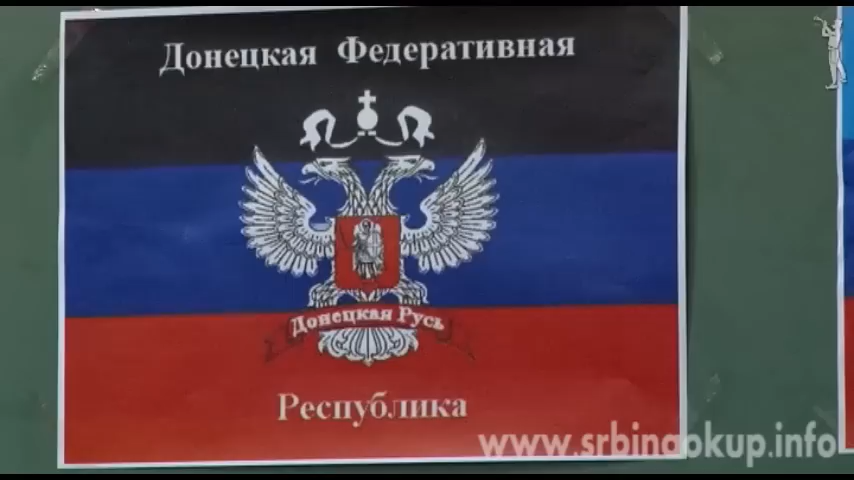 Донецкая Федеративная
Донецкая Русь
Республика
www.srbinaokup.info